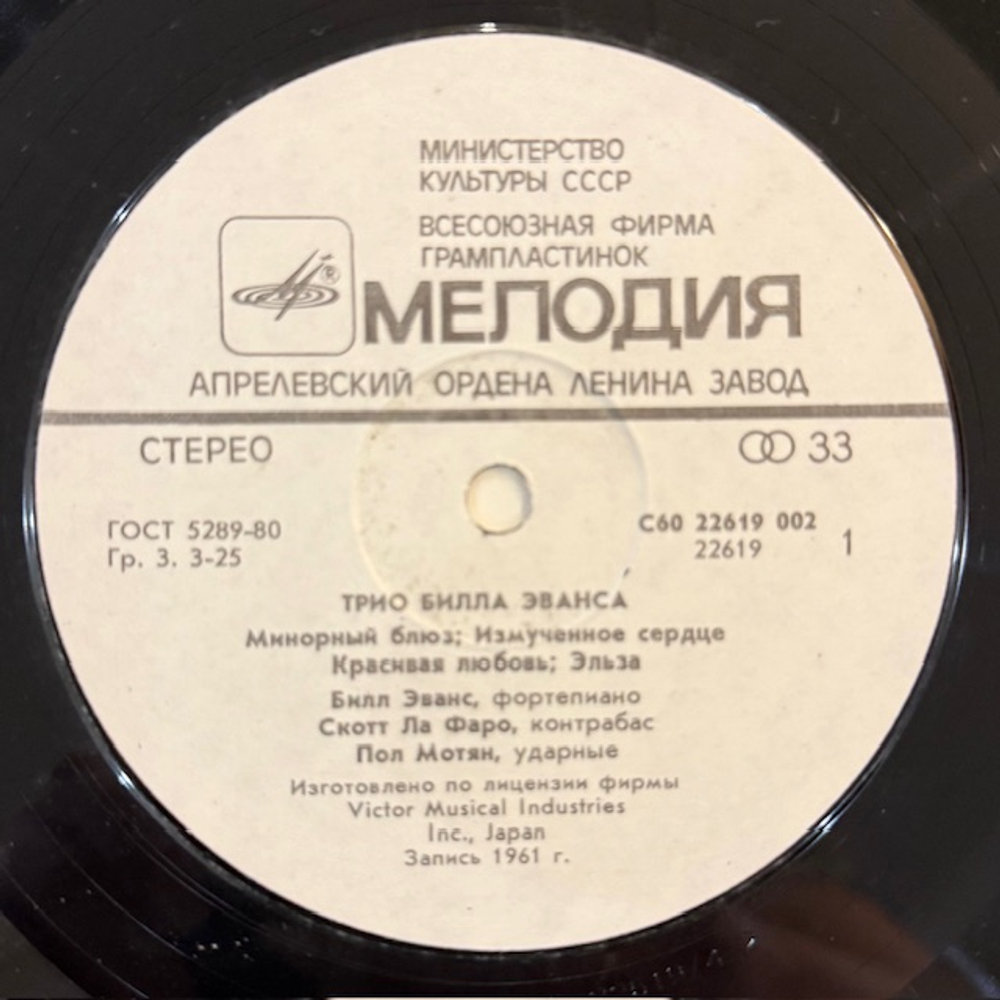 МИНИСТЕРСТВО
КУЛЬТУРЫ СССР
ВСЕСОЮЗНАЯ ФИРМА
ГРАМПЛАСТИНОК
МЕЛОДИЯ
®
АПРЕЛЕВСКИЙ ОРДЕНА ЛЕНИНА ЗАВОД
СТЕРЕО 33
ГОСТ 5289-80
Гр. 3. 3-25
С60 22619 002
22619 1
ТРИО БИЛЛА ЭВАНСА
Минорный блюз; Измученное сердце
Красивая любовь; Эльза
Билл Эванс, фортепиано
Скотт Ла Фаро, контрабас
Пол Мотян, ударные
Изготовлено по лицензии фирмы
Victor Musical Industries
Inc., Japan
Запись 1961 г.